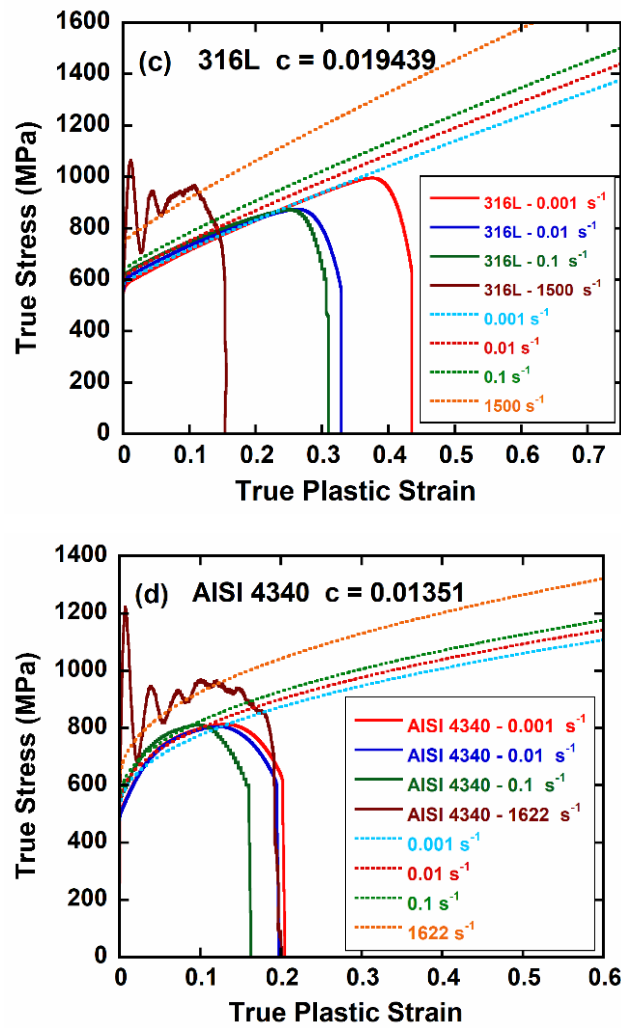 (c) 316L c = 0.019439
True Stress (MPa)
1600
1400
1200
1000
800
600
400
200
0
316L - 0.001 s⁻¹
316L - 0.01 s⁻¹
316L - 0.1 s⁻¹
316L - 1500 s⁻¹
0.001 s⁻¹
0.01 s⁻¹
0.1 s⁻¹
1500 s⁻¹
0 0.1 0.2 0.3 0.4 0.5 0.6 0.7
True Plastic Strain
(d) AISI 4340 c = 0.01351
True Stress (MPa)
1400
1200
1000
800
600
400
200
0
AISI 4340 - 0.001 s⁻¹
AISI 4340 - 0.01 s⁻¹
AISI 4340 - 0.1 s⁻¹
AISI 4340 - 1622 s⁻¹
0.001 s⁻¹
0.01 s⁻¹
0.1 s⁻¹
1622 s⁻¹
0 0.1 0.2 0.3 0.4 0.5 0.6
True Plastic Strain